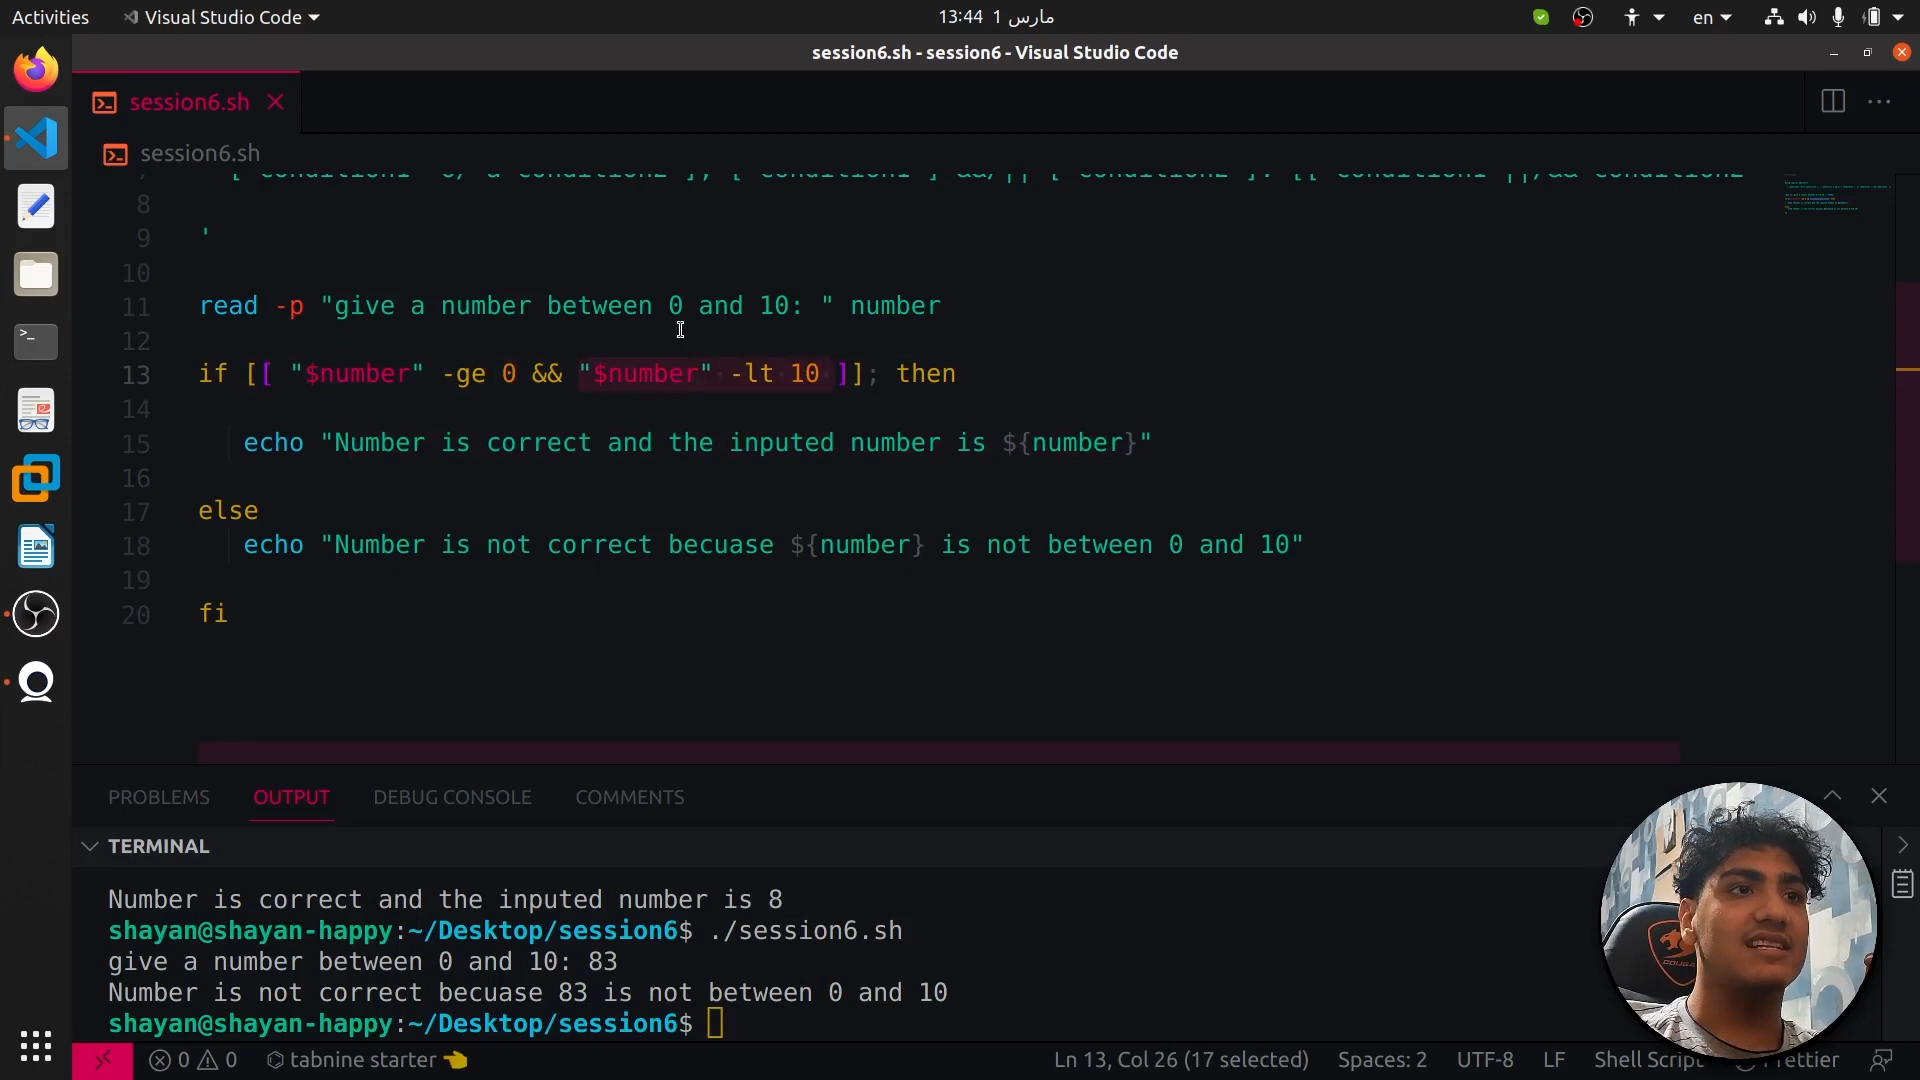 Activities
Visual Studio Code
13:44 1 مارس
en
session6.sh - session6 - Visual Studio Code
session6.sh
session6.sh
8
9 '
10
11 read -p "give a number between 0 and 10: " number
12
13 if [[ "$number" -ge 0 && "$number" -lt 10 ]]; then
14
15 echo "Number is correct and the inputed number is ${number}"
16
17 else
18 echo "Number is not correct becuase ${number} is not between 0 and 10"
19
20 fi
PROBLEMS OUTPUT DEBUG CONSOLE COMMENTS
TERMINAL
Number is correct and the inputed number is 8
shayan@shayan-happy:~/Desktop/session6$ ./session6.sh
give a number between 0 and 10: 83
Number is not correct becuase 83 is not between 0 and 10
shayan@shayan-happy:~/Desktop/session6$
0 0 tabnine starter Ln 13, Col 26 (17 selected) Spaces: 2 UTF-8 LF Shell Script Prettier